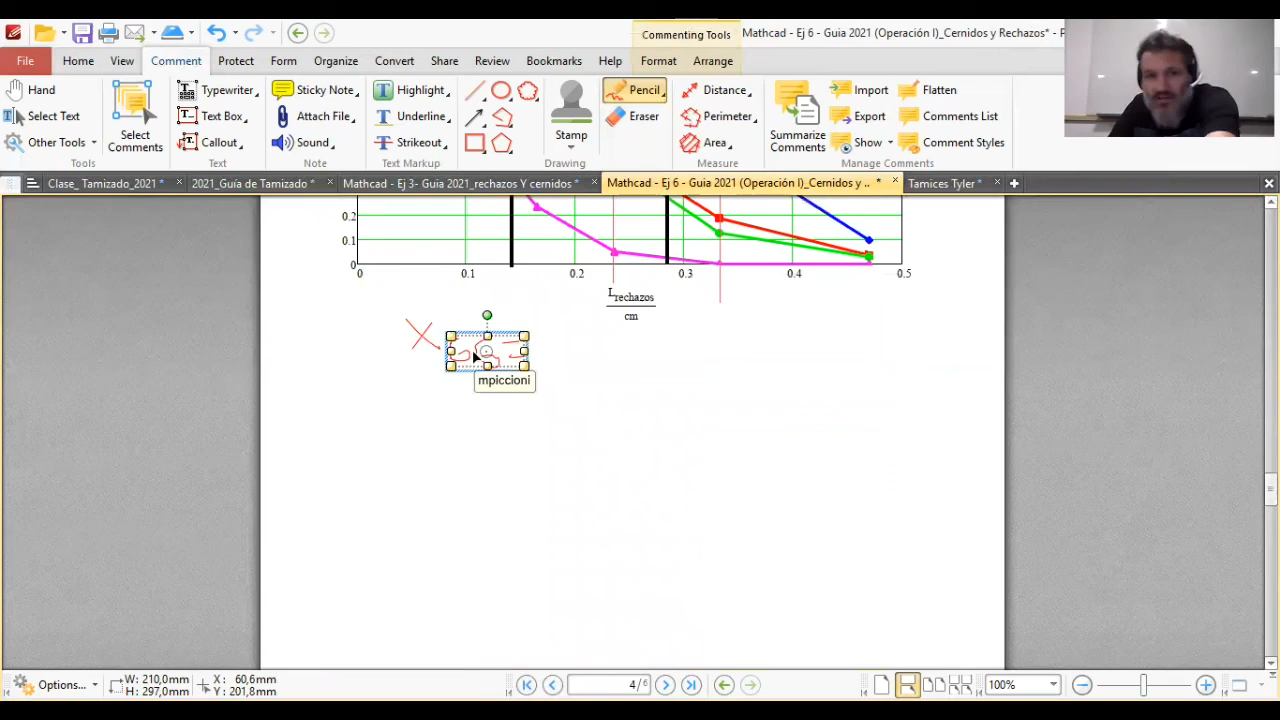 Commenting Tools
Mathcad - Ej 6 - Guia 2021 (Operación I)_Cernidos y Rechazos* - P
File Home View Comment Protect Form Organize Convert Share Review Bookmarks Help Format Arrange
Hand Typewriter Sticky Note Highlight Pencil Distance Import Flatten
Select Text Text Box Attach File Underline Eraser Perimeter Export Comments List
Other Tools Select Comments Callout Sound Strikeout Stamp Area Summarize Comments Show Comment Styles
Tools Text Note Text Markup Drawing Measure Manage Comments
Clase_ Tamizado_2021 * 2021_Guía de Tamizado * Mathcad - Ej 3- Guia 2021_rechazos Y cernidos * Mathcad - Ej 6 - Guia 2021 (Operación I)_Cernidos y .. * Tamices Tyler *
0.2
0.1
0
0 0.1 0.2 0.3 0.4 0.5
Lrechazos
cm
X
mpiccioni
Options... W: 210,0mm H: 297,0mm X: 60,6mm Y: 201,8mm 4 / 6 100%